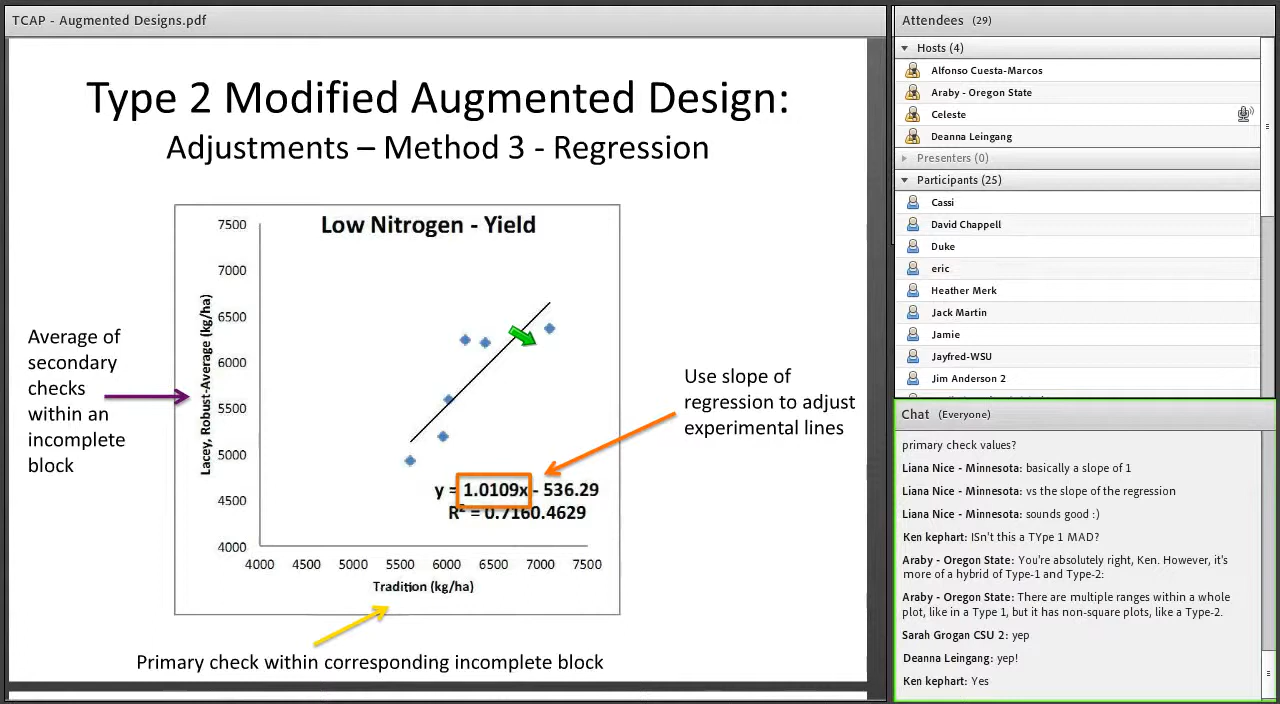 TCAP - Augmented Designs.pdf
Type 2 Modified Augmented Design:
Adjustments – Method 3 - Regression
Low Nitrogen - Yield
7500
7000
6500
6000
5500
5000
4500
4000
Lacey, Robust-Average (kg/ha)
4000 4500 5000 5500 6000 6500 7000 7500
Tradition (kg/ha)
y = 1.0109x - 536.29
R² = 0.7160.4629
Average of
secondary
checks
within an
incomplete
block
Use slope of
regression to adjust
experimental lines
Primary check within corresponding incomplete block
Attendees (29)
Hosts (4)
Alfonso Cuesta-Marcos
Araby - Oregon State
Celeste
Deanna Leingang
Presenters (0)
Participants (25)
Cassi
David Chappell
Duke
eric
Heather Merk
Jack Martin
Jamie
Jayfred-WSU
Jim Anderson 2
Chat (Everyone)
primary check values?
Liana Nice - Minnesota: basically a slope of 1
Liana Nice - Minnesota: vs the slope of the regression
Liana Nice - Minnesota: sounds good :)
Ken kephart: ISn't this a TYpe 1 MAD?
Araby - Oregon State: You're absolutely right, Ken. However, it's
more of a hybrid of Type-1 and Type-2:
Araby - Oregon State: There are multiple ranges within a whole
plot, like in a Type 1, but it has non-square plots, like a Type-2.
Sarah Grogan CSU 2: yep
Deanna Leingang: yep!
Ken kephart: Yes